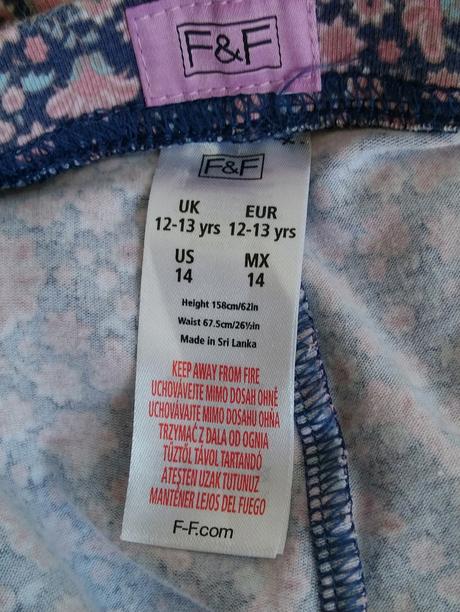 F&F
F&F
UK EUR
12-13 yrs 12-13 yrs
US MX
14 14
Height 158cm/62in
Waist 67.5cm/26½in
Made in Sri Lanka
KEEP AWAY FROM FIRE
UCHOVÁVEJTE MIMO DOSAH OHNĚ
UCHOVÁVAJTE MIMO DOSAHU OHŇA
TRZYMAĆ Z DALA OD OGNIA
TŰZTŐL TÁVOL TARTANDÓ
ATEŞTEN UZAK TUTUNUZ
MANTÉNER LEJOS DEL FUEGO
F-F.com